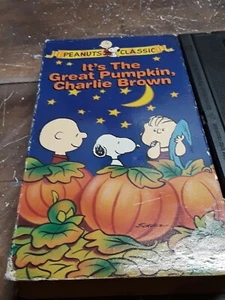 PEANUTS CLASSIC
It's The
Great Pumpkin,
Charlie Brown